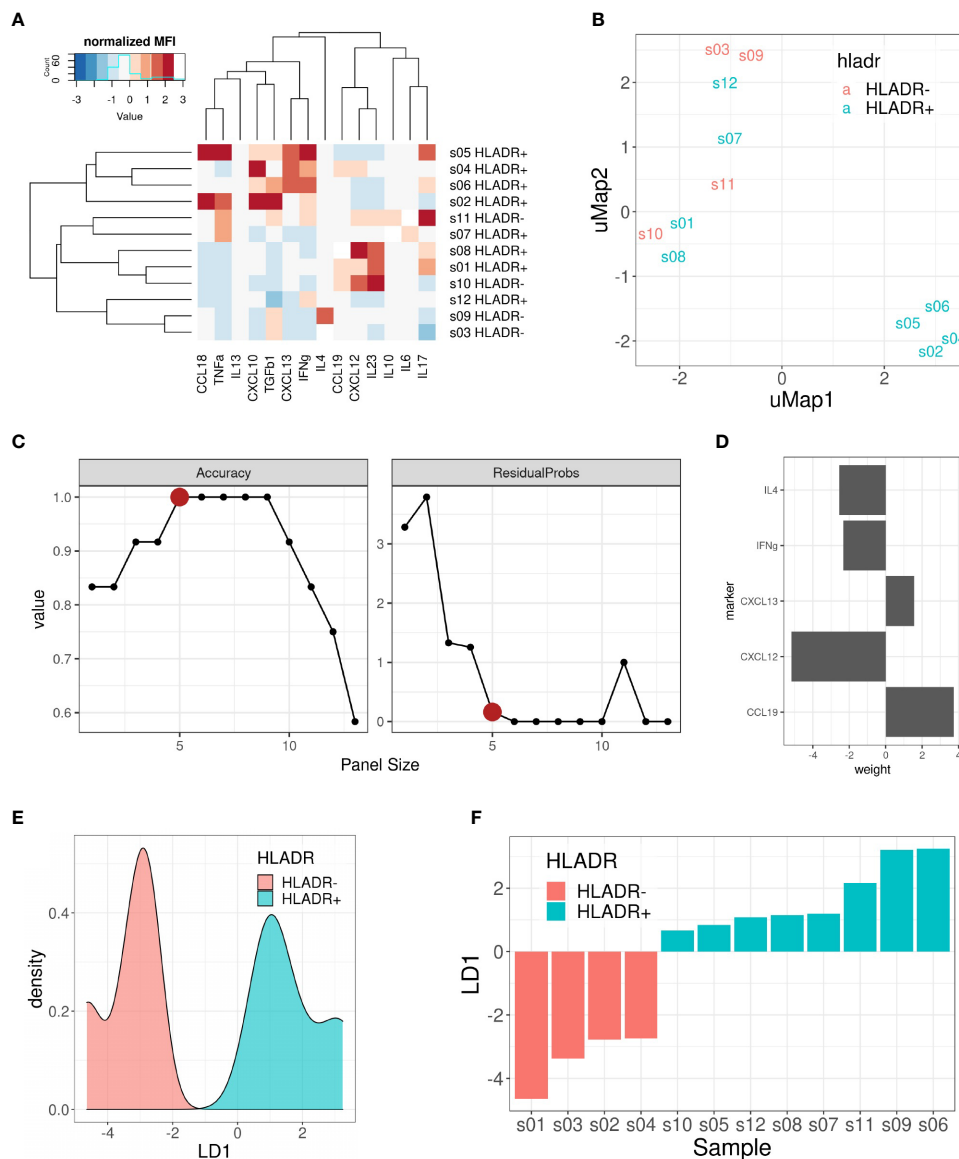 A
normalized MFI
Count
0 60
-3 -1 0 1 2 3
Value
s05 HLADR+
s04 HLADR+
s06 HLADR+
s02 HLADR+
s11 HLADR-
s07 HLADR+
s08 HLADR+
s01 HLADR+
s10 HLADR-
s12 HLADR+
s09 HLADR-
s03 HLADR-
CCL18
TNFa
IL13
CXCL10
TGFb1
CXCL13
IFNg
IL4
CCL19
CXCL12
IL23
IL10
IL6
IL17
B
uMap2
2
1
0
-1
-2
s03
s09
s12
s07
s11
s01
s10
s08
s06
s05
s04
s02
hladr
a HLADR-
a HLADR+
-2 0 2
uMap1
C
Accuracy
ResidualProbs
value
1.0
0.9
0.8
0.7
0.6
3
2
1
0
5 10
5 10
Panel Size
D
marker
IL4
IFNg
CXCL13
CXCL12
CCL19
-4 -2 0 2 4
weight
E
density
0.4
0.2
0.0
HLADR
HLADR-
HLADR+
-4 -2 0 2
LD1
F
LD1
2
0
-2
-4
HLADR
HLADR-
HLADR+
s01 s03 s02 s04 s10 s05 s12 s08 s07 s11 s09 s06
Sample